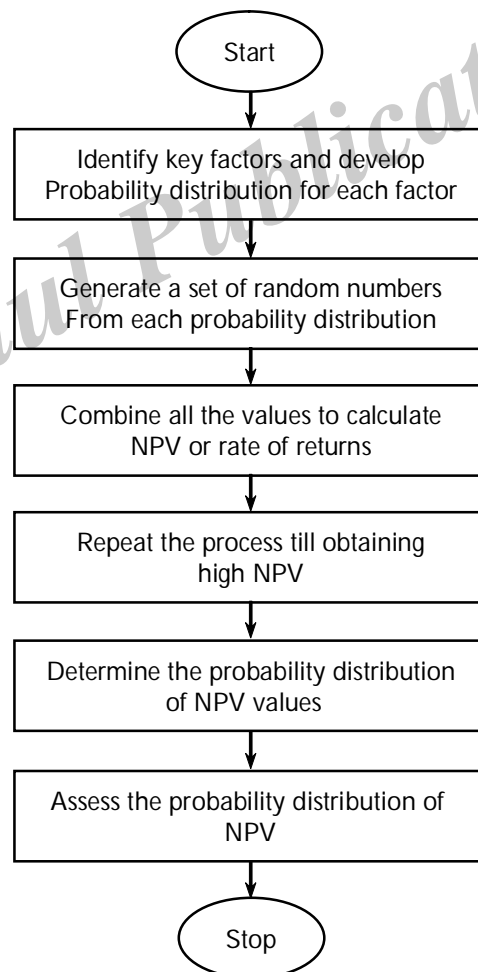 Start
Identify key factors and develop
Probability distribution for each factor
Generate a set of random numbers
From each probability distribution
Combine all the values to calculate
NPV or rate of returns
Repeat the process till obtaining
high NPV
Determine the probability distribution
of NPV values
Assess the probability distribution of
NPV
Stop